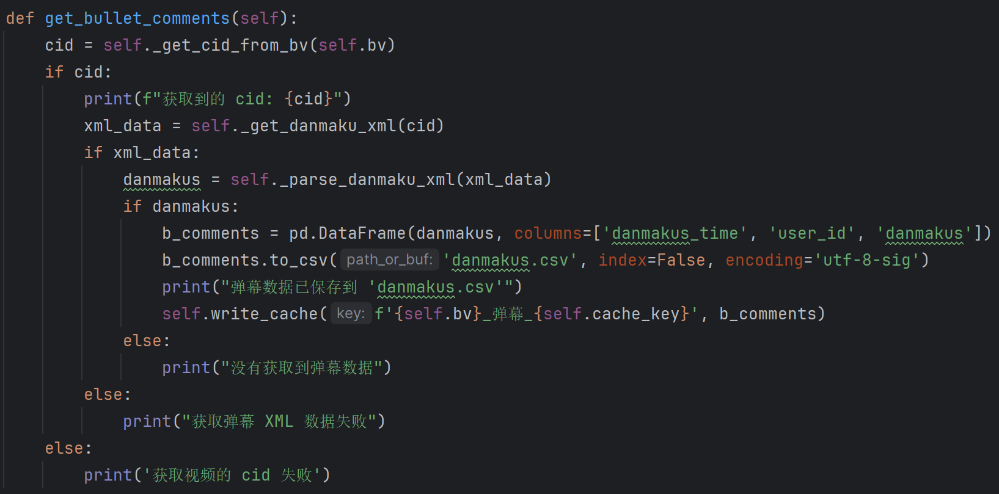 def get_bullet_comments(self):
    cid = self._get_cid_from_bv(self.bv)
    if cid:
        print(f"获取到的 cid: {cid}")
        xml_data = self._get_danmaku_xml(cid)
        if xml_data:
            danmakus = self._parse_danmaku_xml(xml_data)
            if danmakus:
                b_comments = pd.DataFrame(danmakus, columns=['danmakus_time', 'user_id', 'danmakus'])
                b_comments.to_csv( path_or_buf: 'danmakus.csv', index=False, encoding='utf-8-sig')
                print("弹幕数据已保存到 'danmakus.csv'")
                self.write_cache( key: f'{self.bv}_弹幕_{self.cache_key}', b_comments)
            else:
                print("没有获取到弹幕数据")
        else:
            print("获取弹幕 XML 数据失败")
    else:
        print('获取视频的 cid 失败')